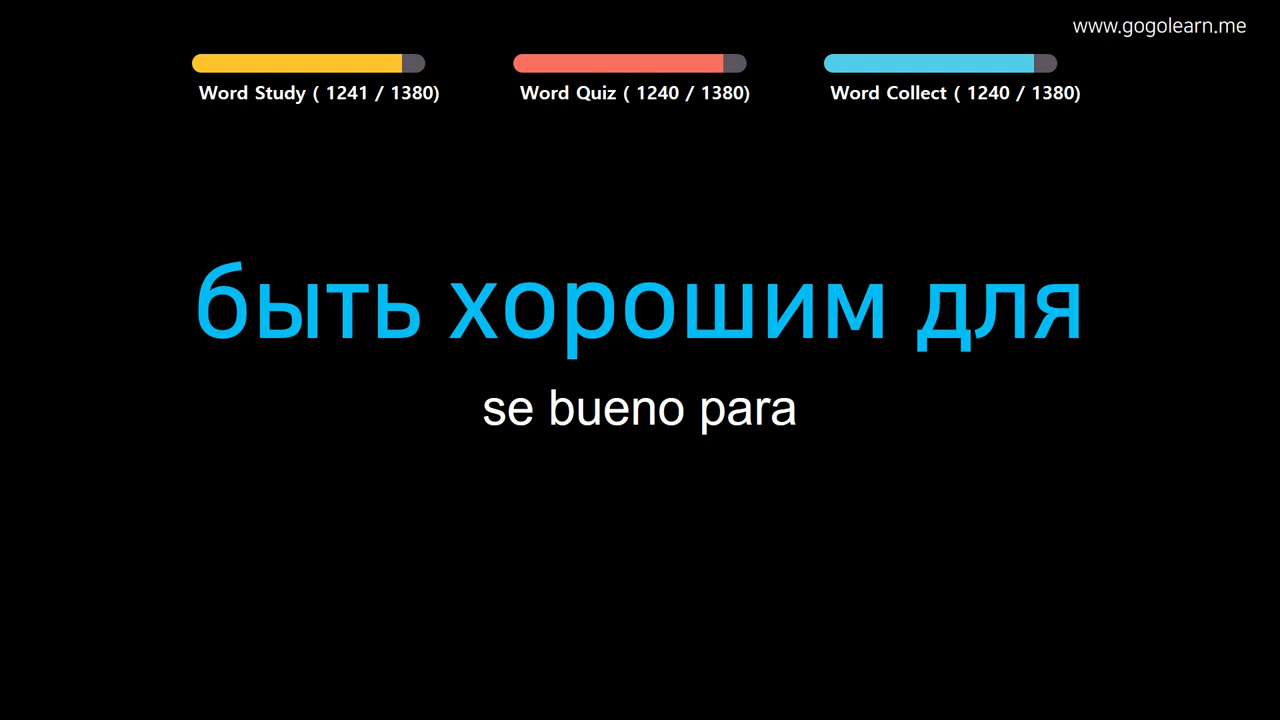 www.gogolearn.me
Word Study ( 1241 / 1380)
Word Quiz ( 1240 / 1380)
Word Collect ( 1240 / 1380)
быть хорошим для
se bueno para